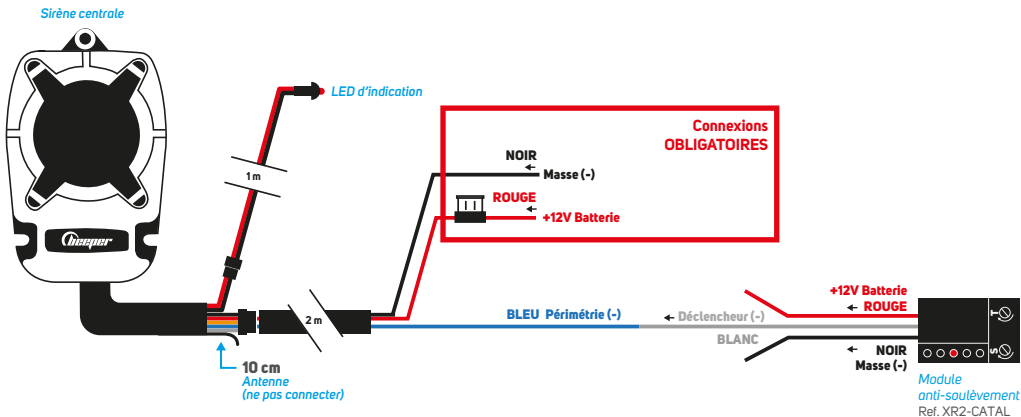 Sirène centrale
LED d'indication
beeper
1 m
Connexions
OBLIGATOIRES
NOIR
Masse (-)
ROUGE
+12V Batterie
2 m
BLEU Périmétrie (-)
Déclencheur (-)
BLANC
+12V Batterie
ROUGE
NOIR
Masse (-)
T
S
10 cm
Antenne
(ne pas connecter)
Module
anti-soulèvement
Ref. XR2-CATAL